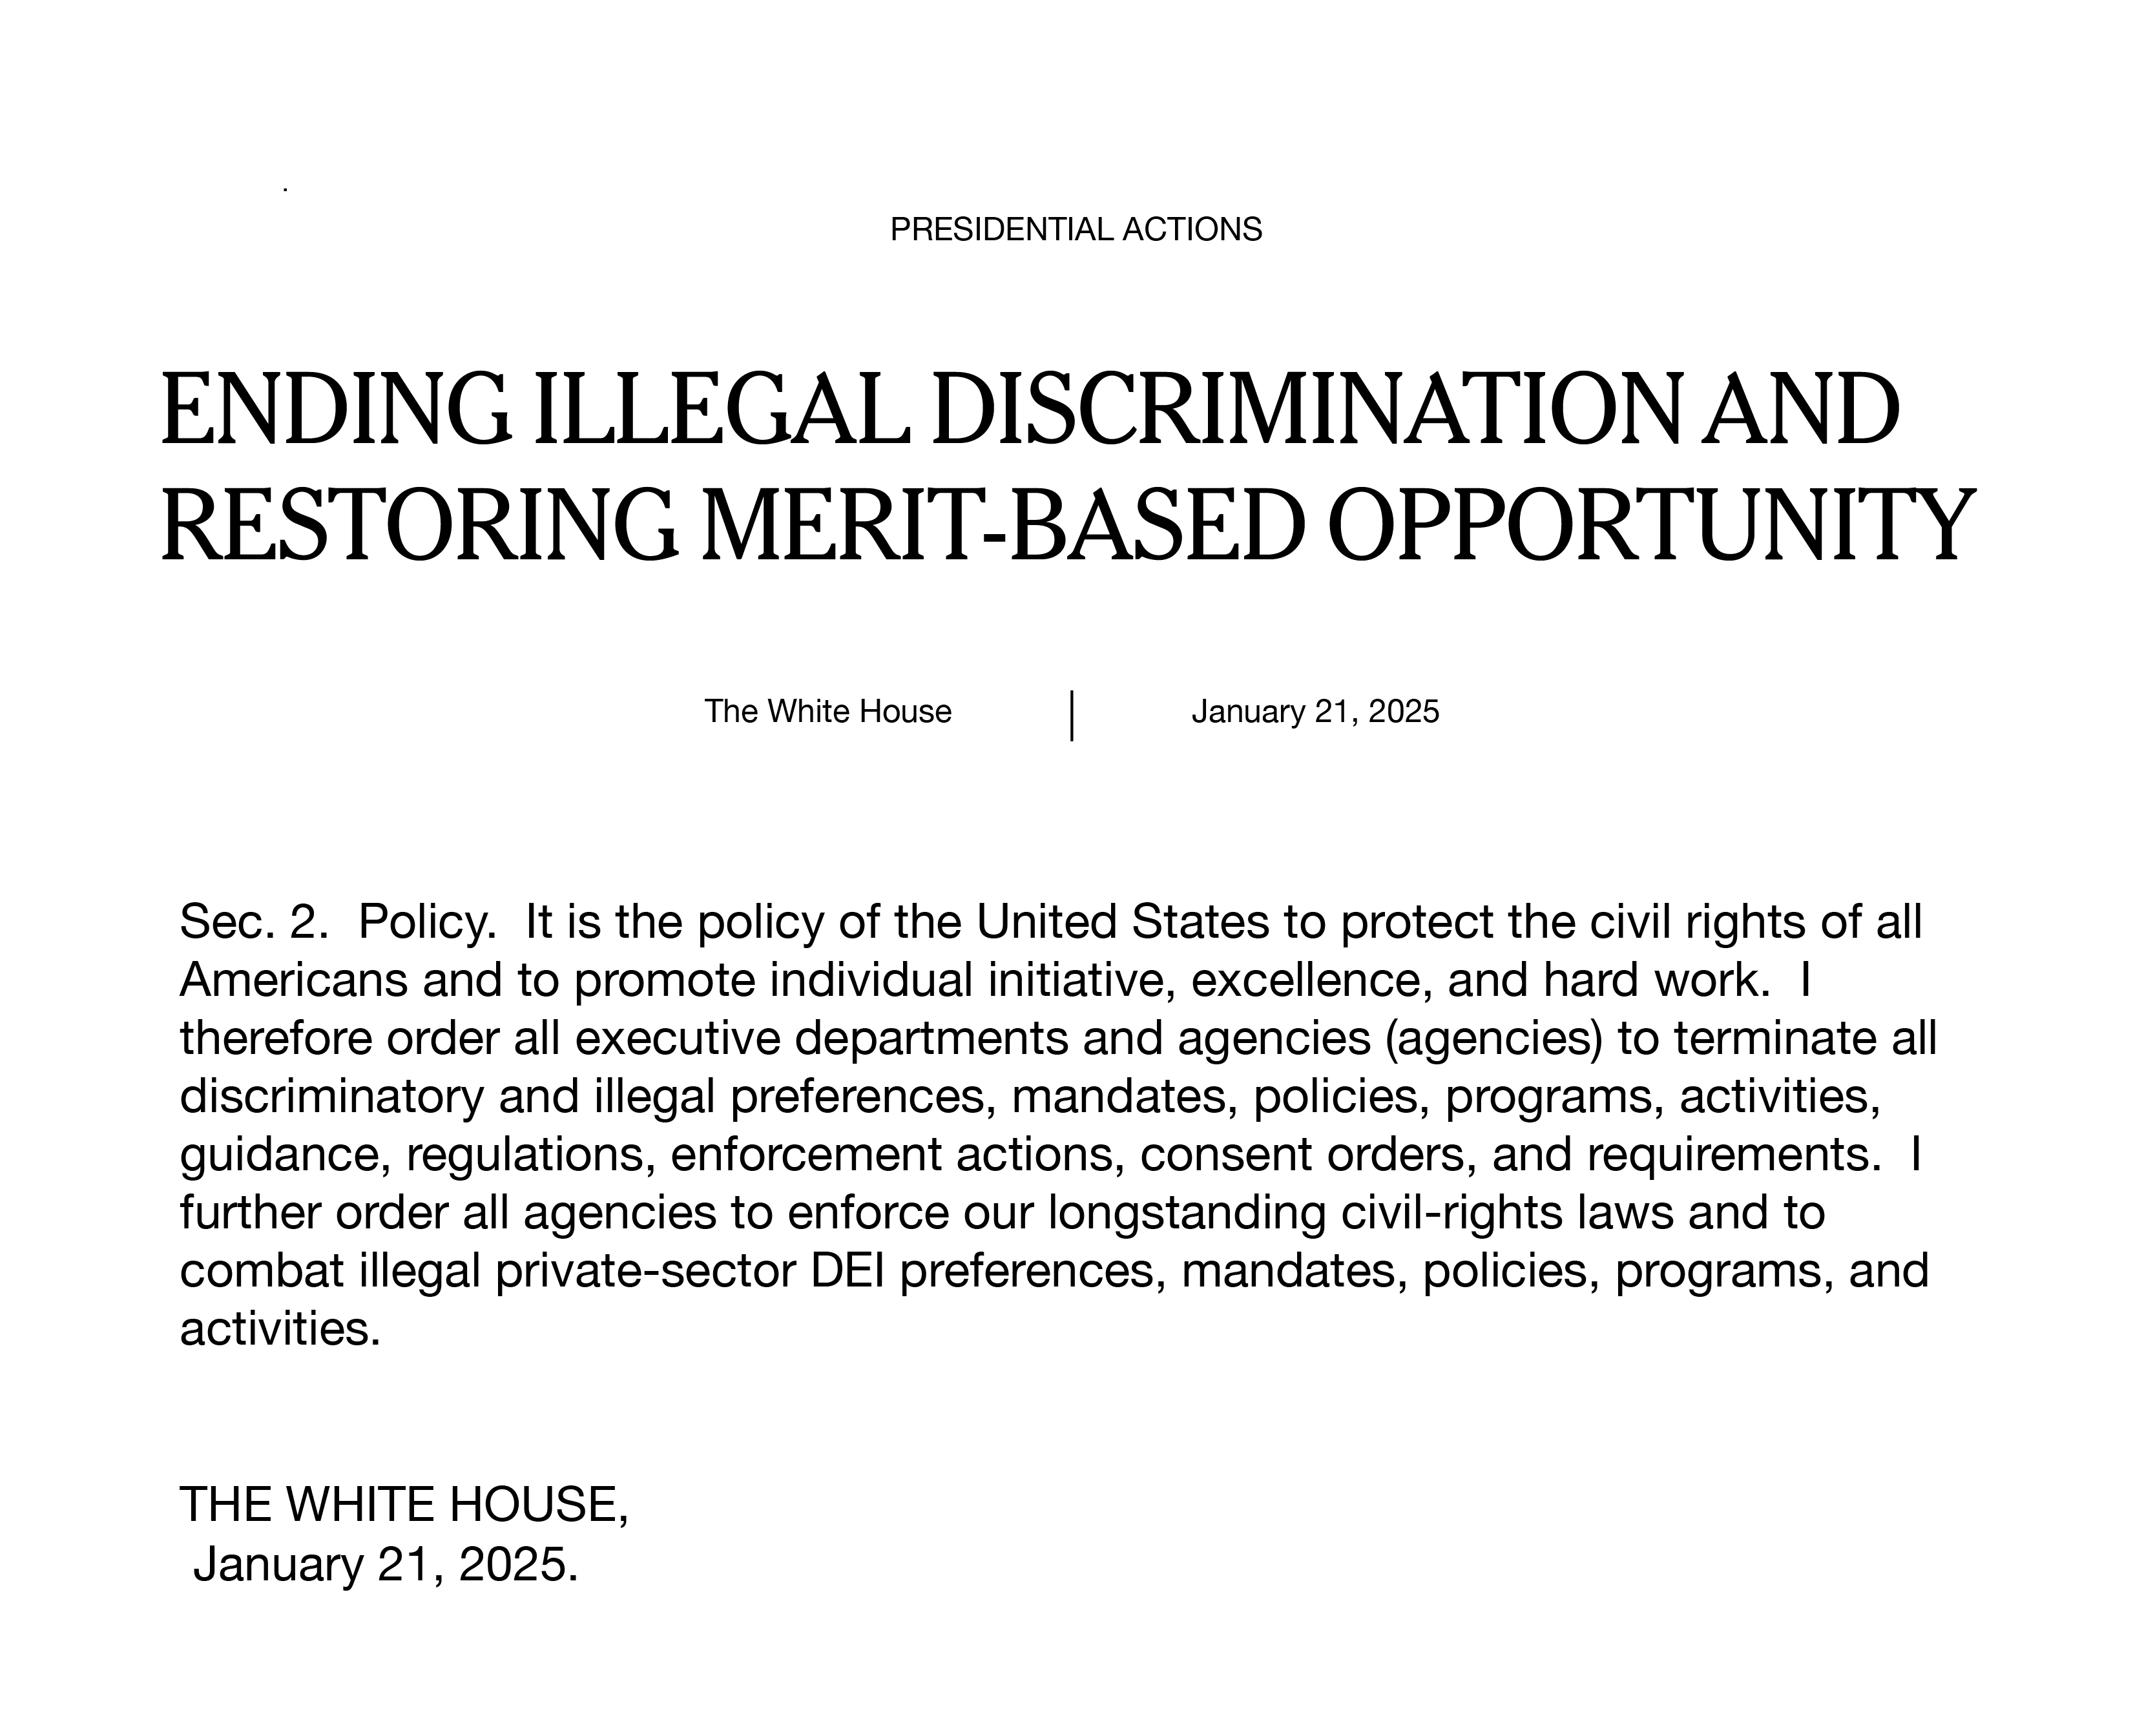 PRESIDENTIAL ACTIONS
ENDING ILLEGAL DISCRIMINATION AND
RESTORING MERIT-BASED OPPORTUNITY
The White House | January 21, 2025
Sec. 2.  Policy.  It is the policy of the United States to protect the civil rights of all
Americans and to promote individual initiative, excellence, and hard work.  I
therefore order all executive departments and agencies (agencies) to terminate all
discriminatory and illegal preferences, mandates, policies, programs, activities,
guidance, regulations, enforcement actions, consent orders, and requirements.  I
further order all agencies to enforce our longstanding civil-rights laws and to
combat illegal private-sector DEI preferences, mandates, policies, programs, and
activities.
THE WHITE HOUSE,
January 21, 2025.